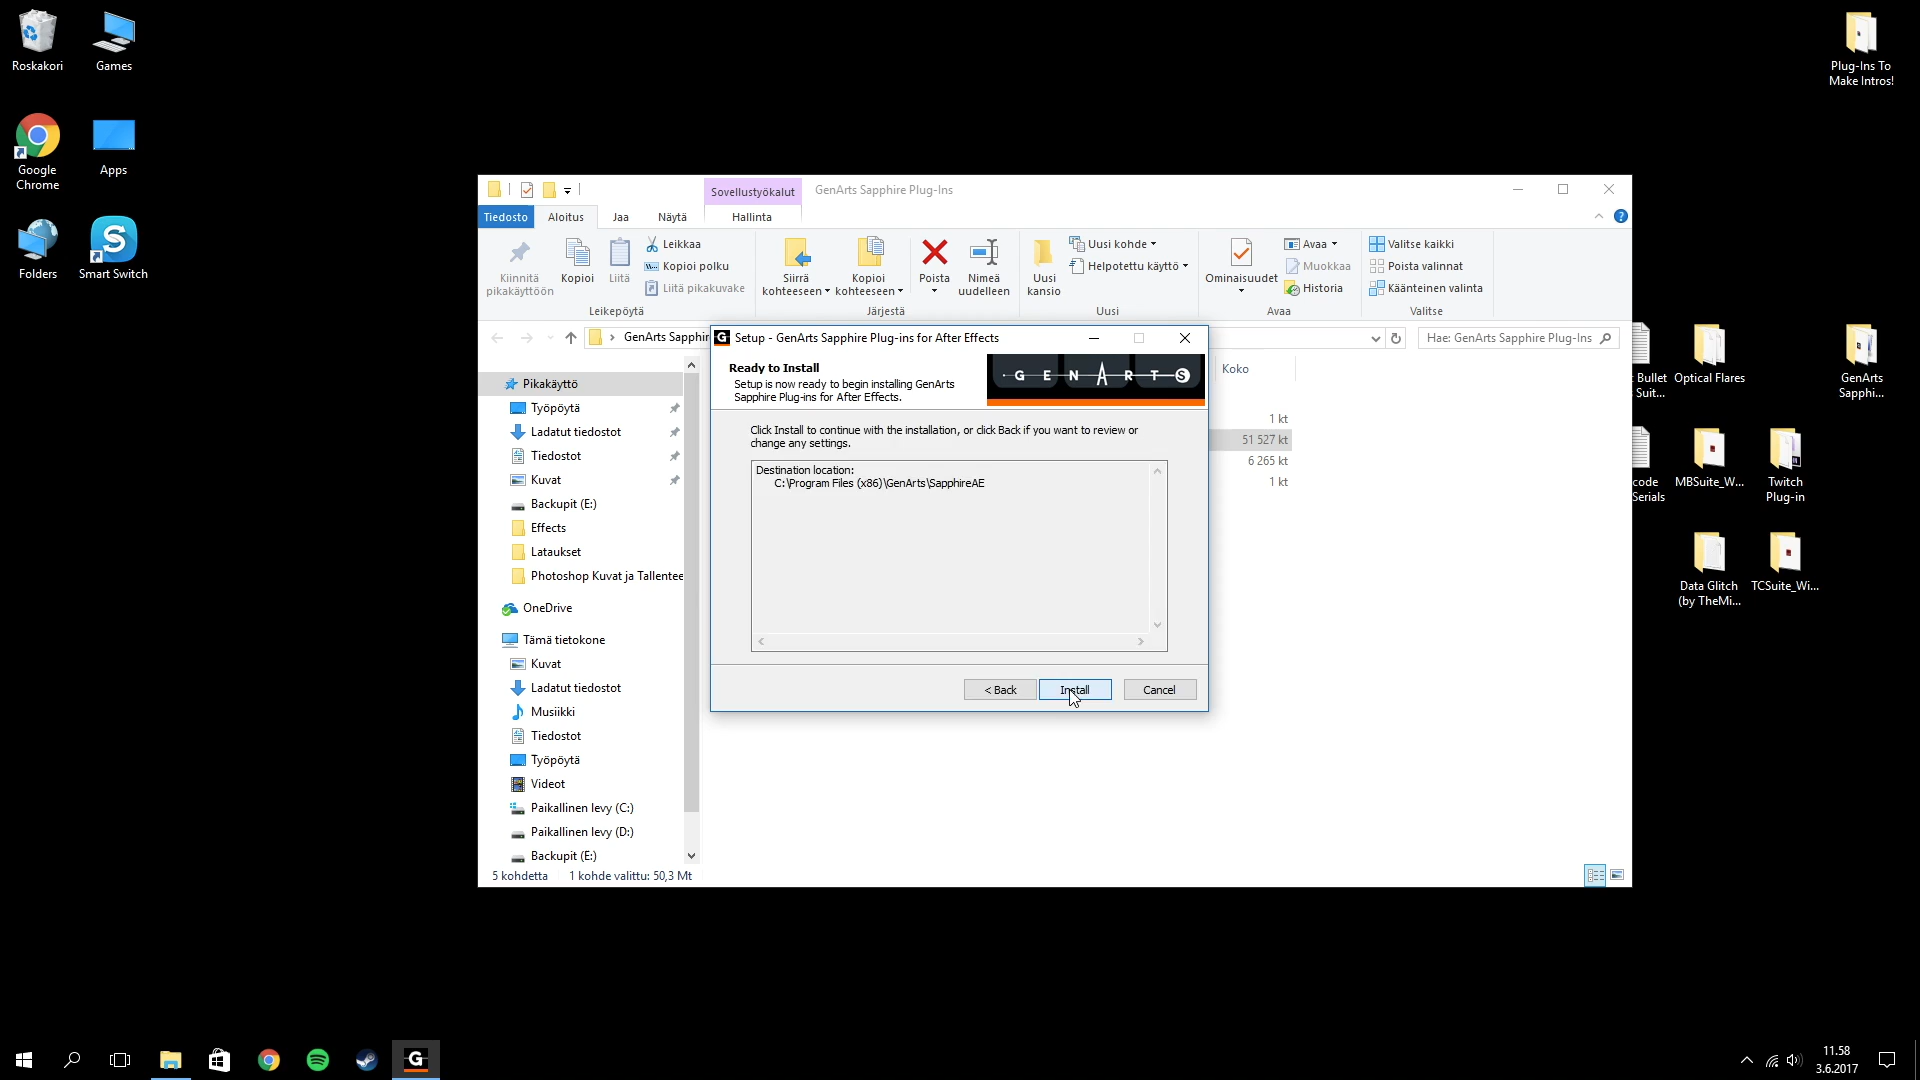 Roskakori
Games
Google
Chrome
Apps
Folders
Smart Switch
Plug-Ins To
Make Intros!
Sovellustyökalut
GenArts Sapphire Plug-Ins
Tiedosto
Aloitus
Jaa
Näytä
Hallinta
Kiinnitä
pikakäyttöön
Kopioi
Liitä
Leikkaa
Kopioi polku
Liitä pikakuvake
Leikepöytä
Siirrä
kohteeseen
Kopioi
kohteeseen
Poista
Nimeä
uudelleen
Järjestä
Uusi
kansio
Uusi kohde
Helpotettu käyttö
Uusi
Ominaisuudet
Avaa
Muokkaa
Historia
Avaa
Valitse kaikki
Poista valinnat
Käänteinen valinta
Valitse
GenArts Sapphir
Hae: GenArts Sapphire Plug-Ins
Koko
1 kt
51 527 kt
6 265 kt
1 kt
Pikakäyttö
Työpöytä
Ladatut tiedostot
Tiedostot
Kuvat
Backupit (E:)
Effects
Lataukset
Photoshop Kuvat ja Tallentee
OneDrive
Tämä tietokone
Kuvat
Ladatut tiedostot
Musiikki
Tiedostot
Työpöytä
Videot
Paikallinen levy (C:)
Paikallinen levy (D:)
Backupit (E:)
5 kohdetta
1 kohde valittu: 50,3 Mt
Setup - GenArts Sapphire Plug-ins for After Effects
Ready to Install
Setup is now ready to begin installing GenArts
Sapphire Plug-ins for After Effects.
GENARTS
Click Install to continue with the installation, or click Back if you want to review or
change any settings.
Destination location:
C:\Program Files (x86)\GenArts\SapphireAE
< Back
Install
Cancel
t Bullet
Suit...
Optical Flares
GenArts
Sapphi...
code
Serials
MBSuite_W...
Twitch
Plug-in
Data Glitch
(by TheMi...
TCSuite_Wi...
11.58
3.6.2017